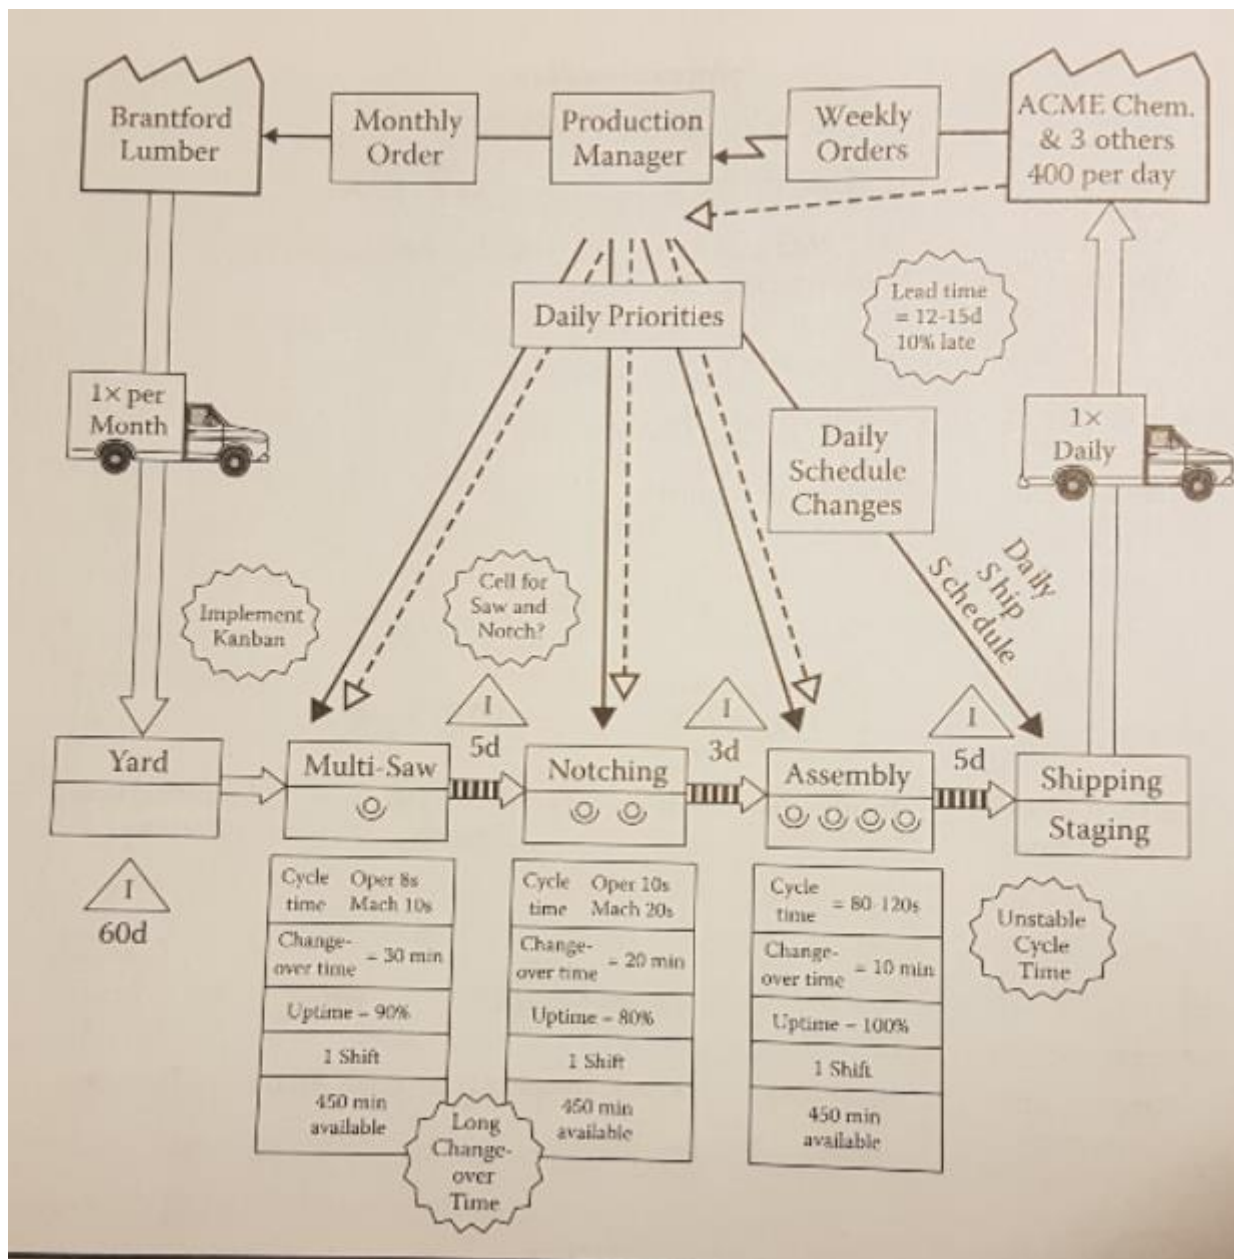 Brantford
Lumber
Monthly
Order
Production
Manager
Weekly
Orders
ACME Chem.
& 3 others
400 per day
Daily Priorities
Lead time
= 12-15d
10% late
1× per
Month
Daily
Schedule
Changes
1×
Daily
Daily
Ship
Schedule
Implement
Kanban
Cell for
Saw and
Notch?
I
5d
I
3d
I
5d
Yard
Multi-Saw
Notching
Assembly
Shipping
Staging
I
60d
Cycle time Oper 8s
Mach 10s
Change-
over time = 30 min
Uptime – 90%
1 Shift
450 min
available
Cycle time Oper 10s
Mach 20s
Change-
over time = 20 min
Uptime – 80%
1 Shift
450 min
available
Cycle
time = 80-120s
Change-
over time = 10 min
Uptime – 100%
1 Shift
450 min
available
Unstable
Cycle
Time
Long
Change-
over
Time